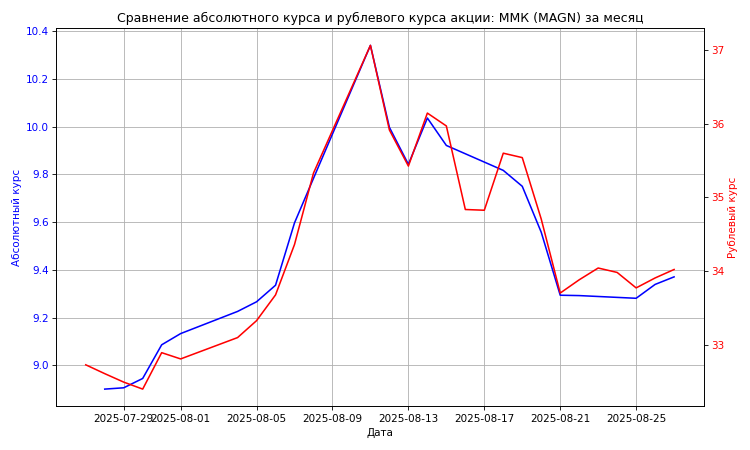 Сравнение абсолютного курса и рублевого курса акции: ММК (MAGN) за месяц
10.4
10.2
10.0
9.8
9.6
9.4
9.2
9.0
Абсолютный курс
37
36
35
34
33
Рублевый курс
2025-07-29 2025-08-01 2025-08-05 2025-08-09 2025-08-13 2025-08-17 2025-08-21 2025-08-25
Дата